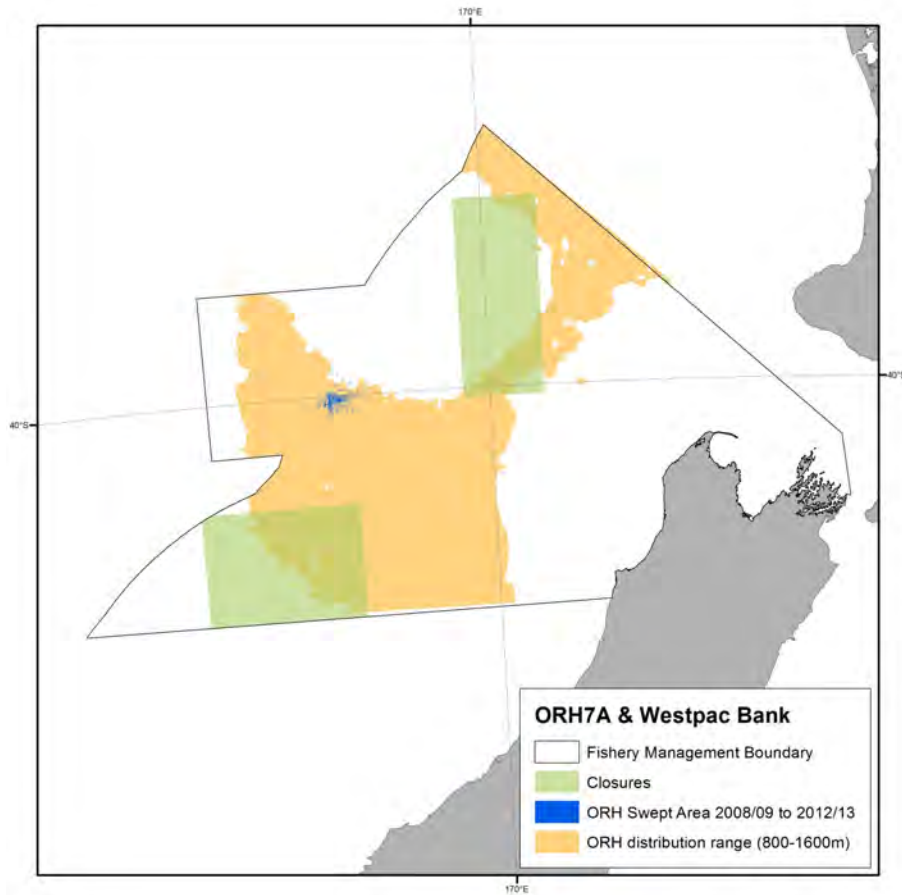 170°E
40°S
40°S
ORH7A & Westpac Bank
Fishery Management Boundary
Closures
ORH Swept Area 2008/09 to 2012/13
ORH distribution range (800-1600m)
170°E